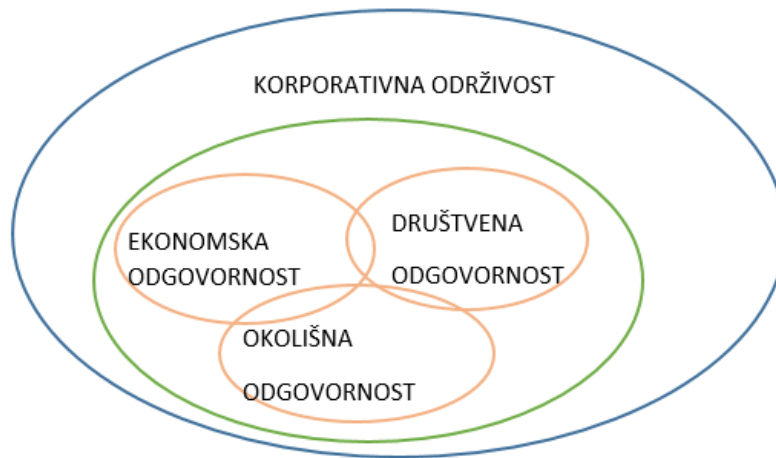 KORPORATIVNA ODRŽIVOST
EKONOMSKA
ODGOVORNOST
DRUŠTVENA
ODGOVORNOST
OKOLIŠNA
ODGOVORNOST